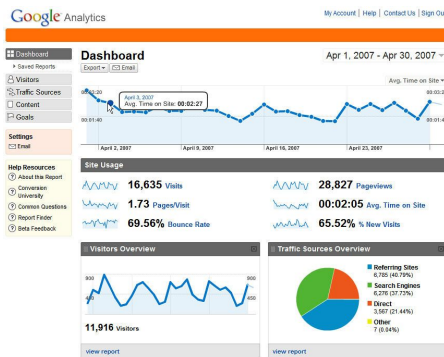 Google Analytics
My Account | Help | Contact Us | Sign Ou
Dashboard
Saved Reports
Visitors
Traffic Sources
Content
Goals
Settings
Email
Help Resources
About this Report
Conversion
University
Common Questions
Report Finder
Beta Feedback
Dashboard
Apr 1, 2007 - Apr 30, 2007
Export
Email
Avg. Time on Site
00:03:20
April 3, 2007
Avg. Time on Site: 00:02:27
00:01:40
April 2, 2007
April 9, 2007
April 16, 2007
April 23, 2007
Site Usage
16,635 Visits
28,827 Pageviews
1.73 Pages/Visit
00:02:05 Avg. Time on Site
69.56% Bounce Rate
65.52% % New Visits
Visitors Overview
11,916 Visitors
view report
Traffic Sources Overview
Referring Sites
6,785 (40.79%)
Search Engines
6,276 (37.73%)
Direct
3,567 (21.44%)
Other
7 (0.04%)
view report